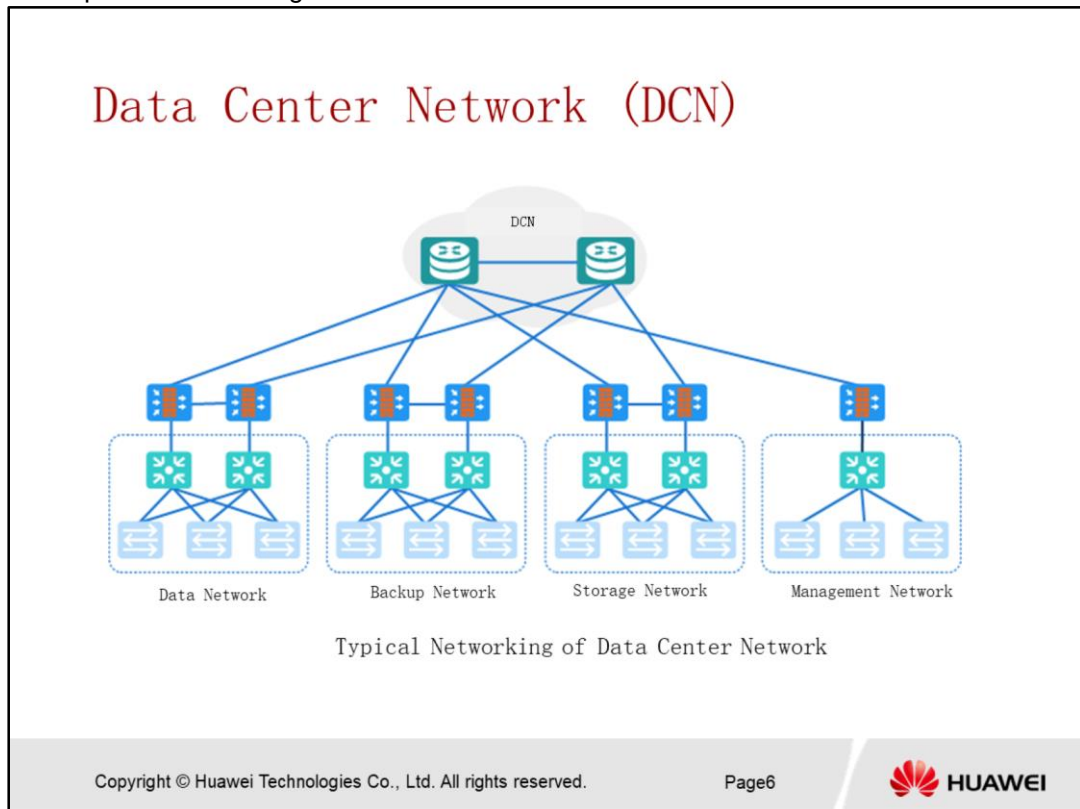 Data Center Network (DCN)
DCN
Data Network
Backup Network
Storage Network
Management Network
Typical Networking of Data Center Network
Copyright © Huawei Technologies Co., Ltd. All rights reserved.
Page6
HUAWEI